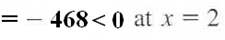 = − 468 < 0 at x = 2